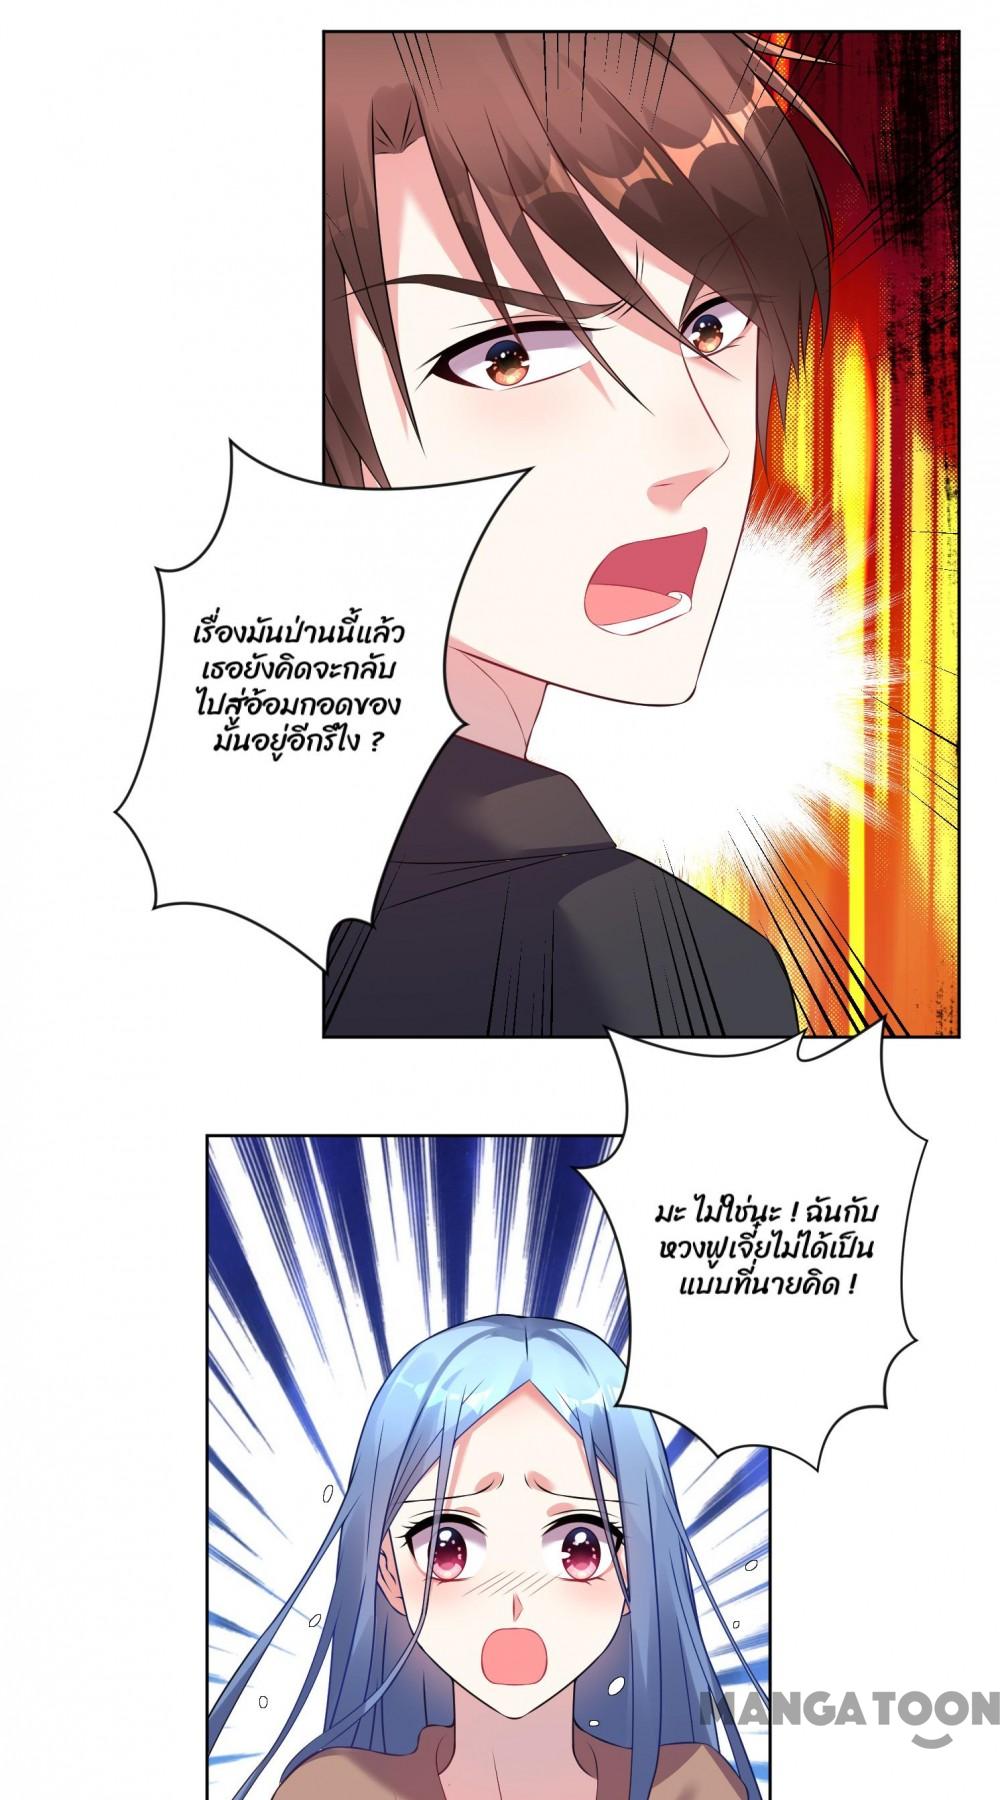 เรื่องมันป่านนี้แล้ว
เธอยังคิดจะกลับ
ไปสู่อ้อมกอดของ
มันอยู่อีกรึไง ?
มะ ไม่ใช่นะ ! ฉันกับ
หวงฟูเจี๋ยไม่ได้เป็น
แบบที่นายคิด !
MANGATOON